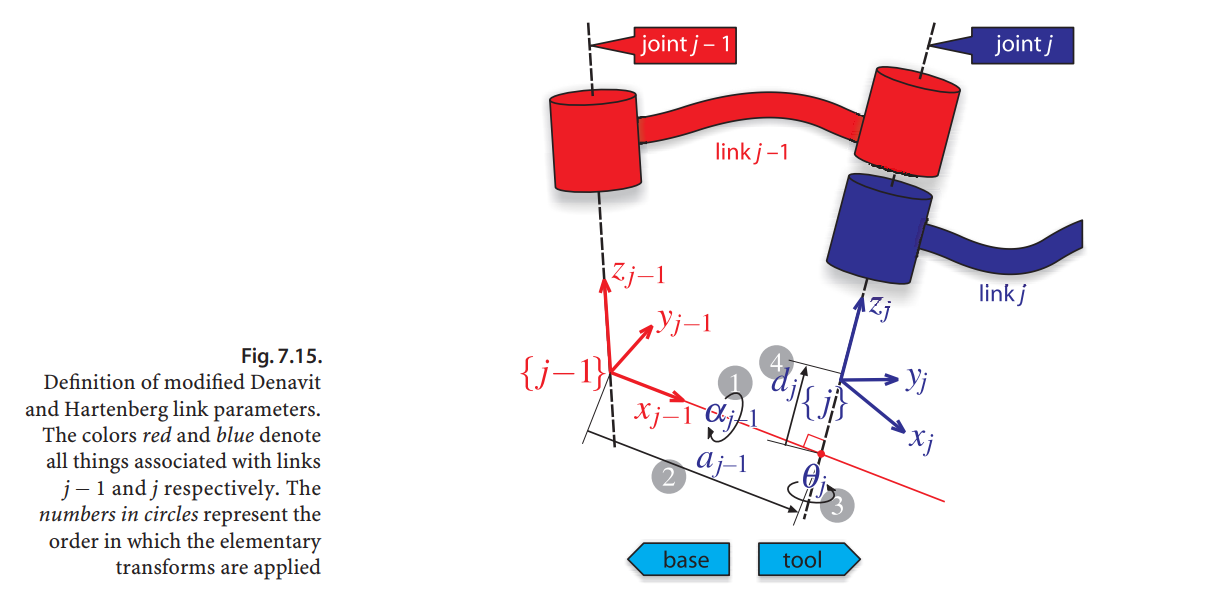 joint j – 1
joint j
link j –1
link j
z_{j−1}
y_{j−1}
{j−1}
x_{j−1}
1
α_{j−1}
4
d_j
{j}
z_j
y_j
x_j
a_{j−1}
2
θ_j
3
base
tool
Fig. 7.15.
Definition of modified Denavit
and Hartenberg link parameters.
The colors red and blue denote
all things associated with links
j − 1 and j respectively. The
numbers in circles represent the
order in which the elementary
transforms are applied